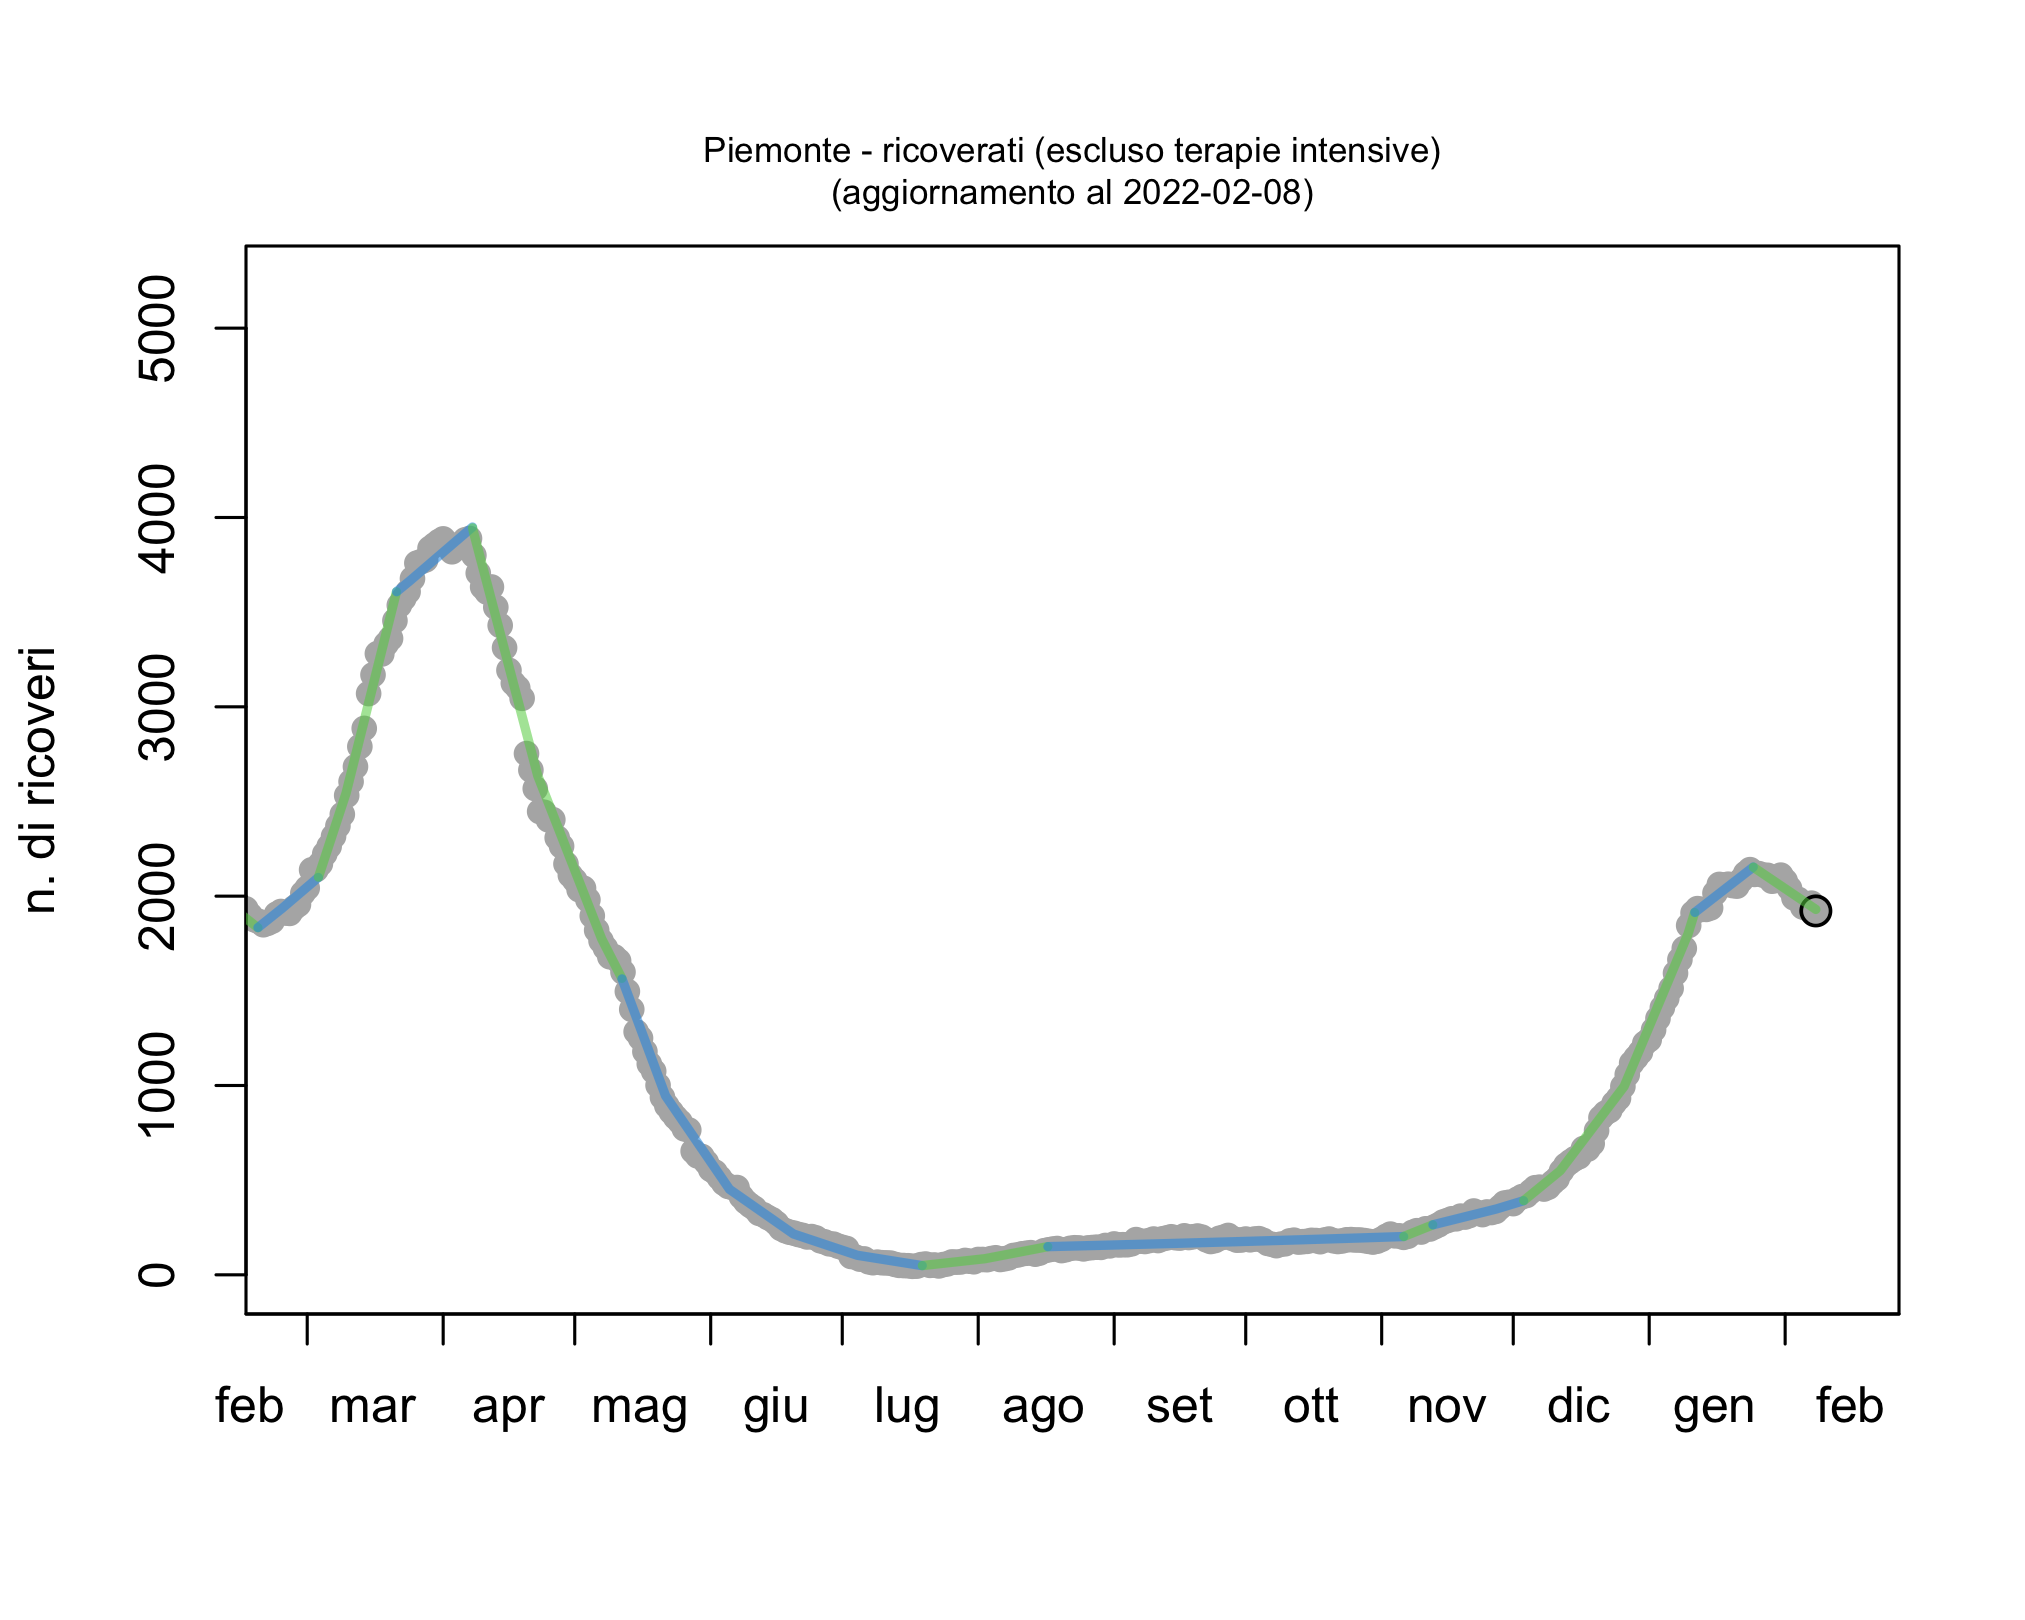 Piemonte - ricoverati (escluso terapie intensive)
(aggiornamento al 2022-02-08)
n. di ricoveri
5000
4000
3000
2000
1000
0
feb mar apr mag giu lug ago set ott nov dic gen feb